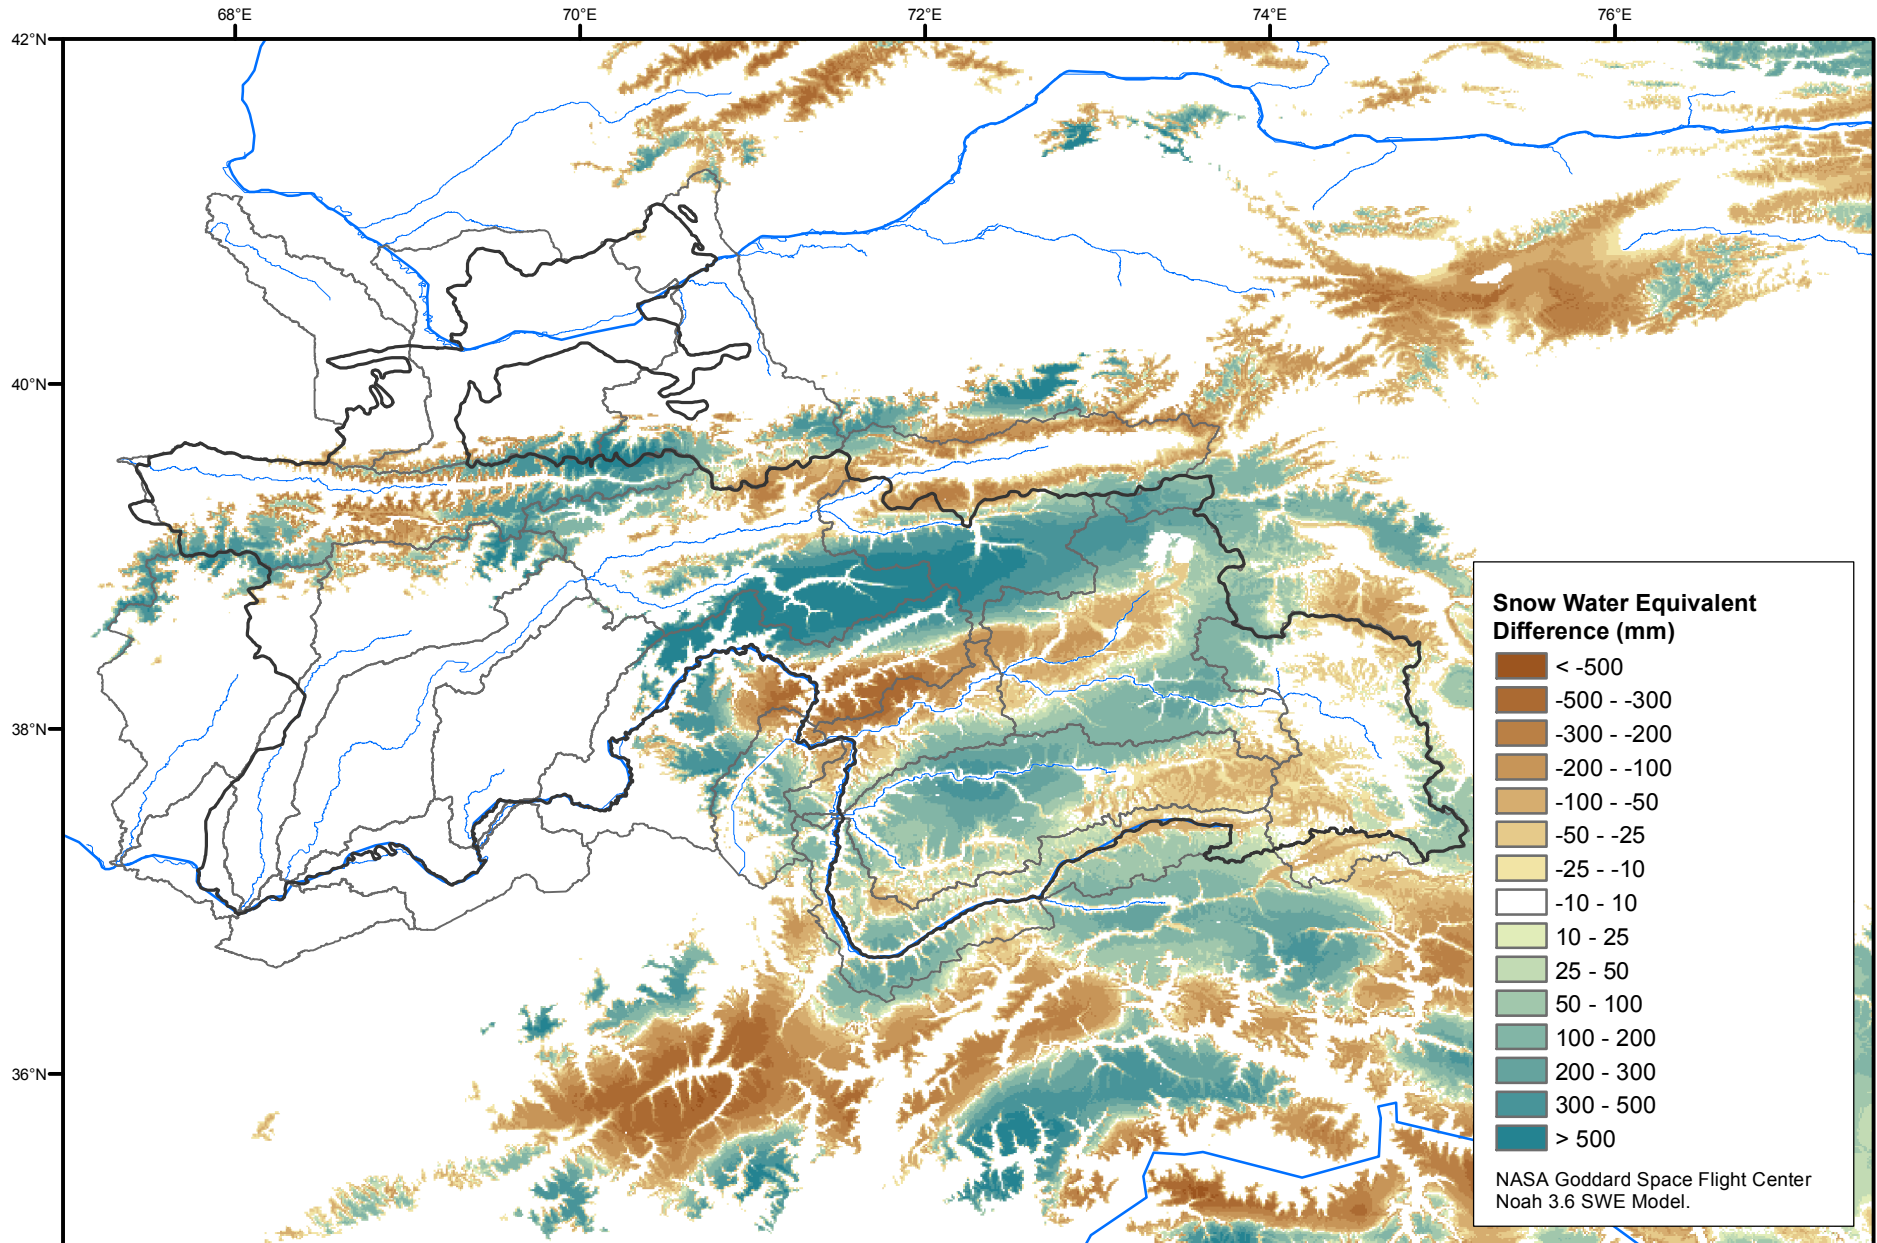 68°E
70°E
72°E
74°E
76°E
42°N
40°N
38°N
36°N
Snow Water Equivalent
Difference (mm)
< -500
-500 - -300
-300 - -200
-200 - -100
-100 - -50
-50 - -25
-25 - -10
-10 - 10
10 - 25
25 - 50
50 - 100
100 - 200
200 - 300
300 - 500
> 500
NASA Goddard Space Flight Center
Noah 3.6 SWE Model.